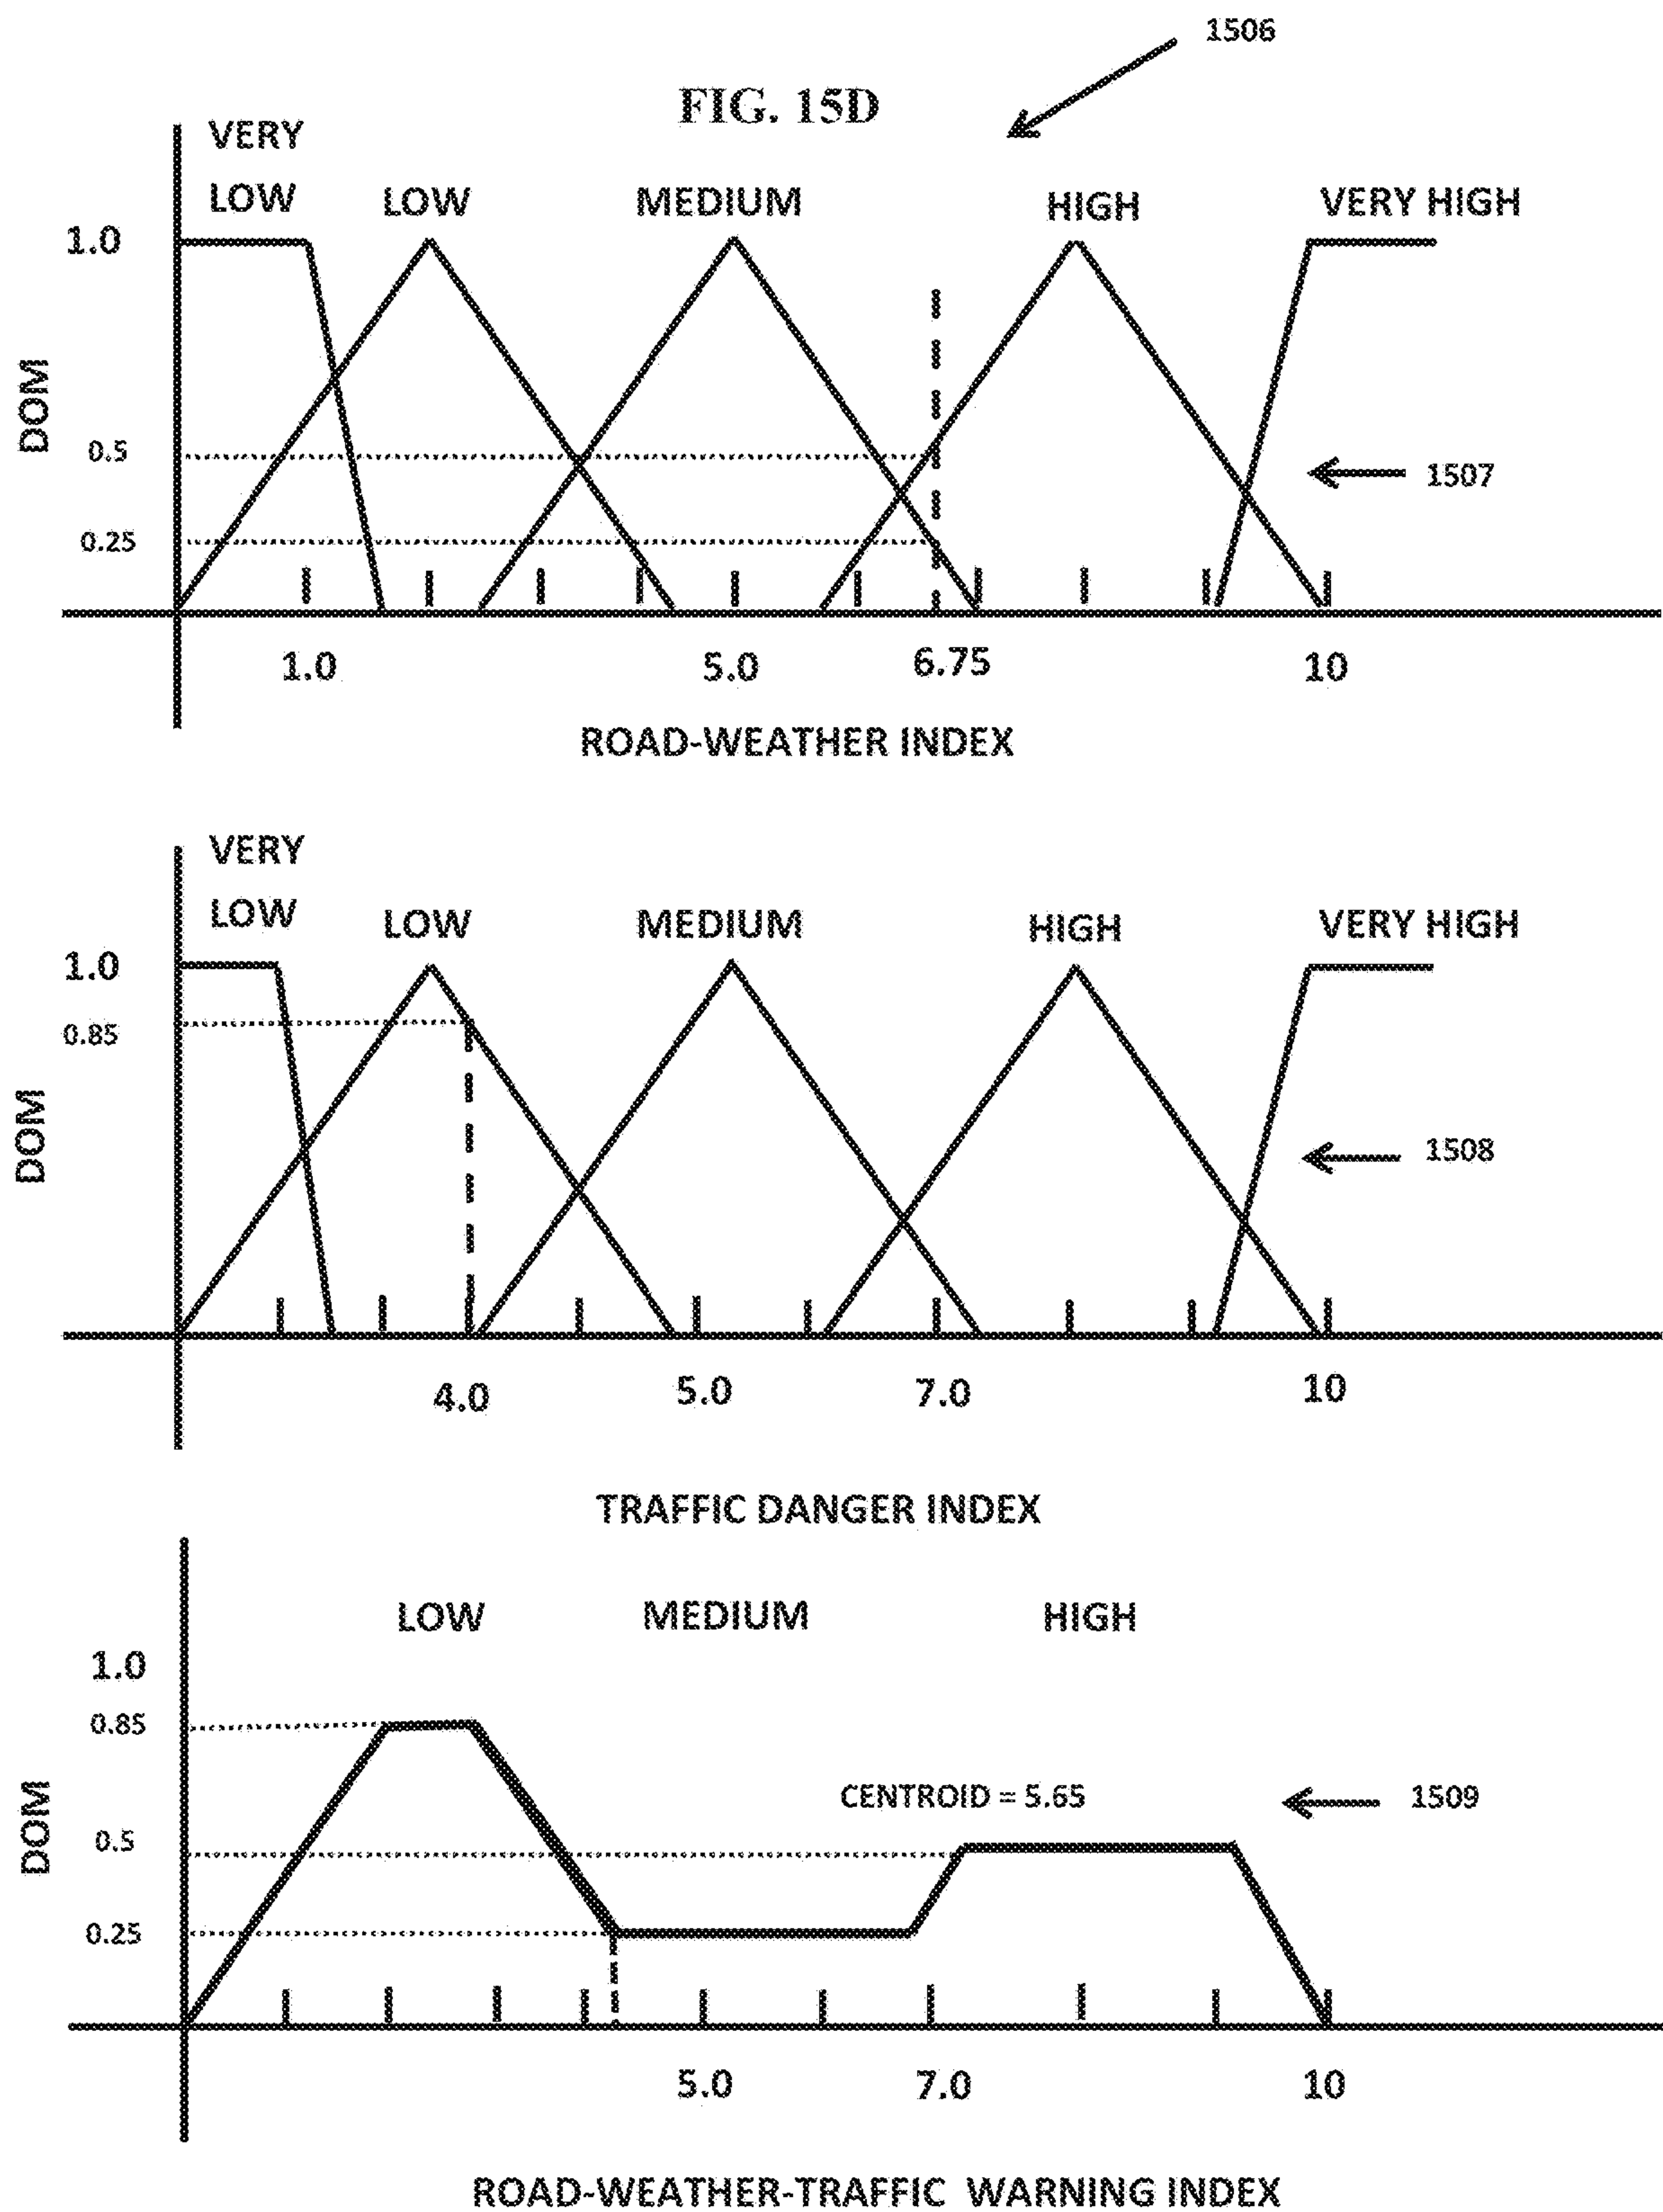 1506
FIG. 15D
VERY
LOW
LOW
MEDIUM
HIGH
VERY HIGH
1.0
DOM
0.5
1507
0.25
1.0
5.0
6.75
10
ROAD-WEATHER INDEX
VERY
LOW
LOW
MEDIUM
HIGH
VERY HIGH
1.0
0.85
DOM
1508
4.0
5.0
7.0
10
TRAFFIC DANGER INDEX
LOW
MEDIUM
HIGH
1.0
0.85
CENTROID = 5.65
1509
DOM
0.5
0.25
5.0
7.0
10
ROAD-WEATHER-TRAFFIC WARNING INDEX